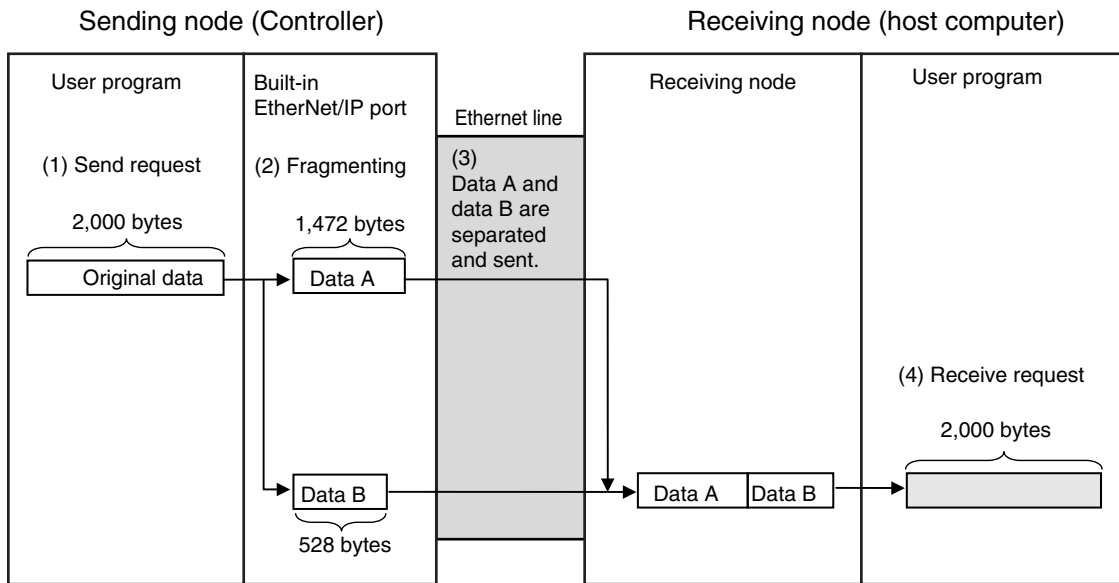 Sending node (Controller)
Receiving node (host computer)
User program
Built-in
EtherNet/IP port
Ethernet line
Receiving node
User program
(1) Send request
(2) Fragmenting
(3)
Data A and
data B are
separated
and sent.
2,000 bytes
1,472 bytes
Original data
Data A
(4) Receive request
2,000 bytes
Data B
528 bytes
Data A
Data B